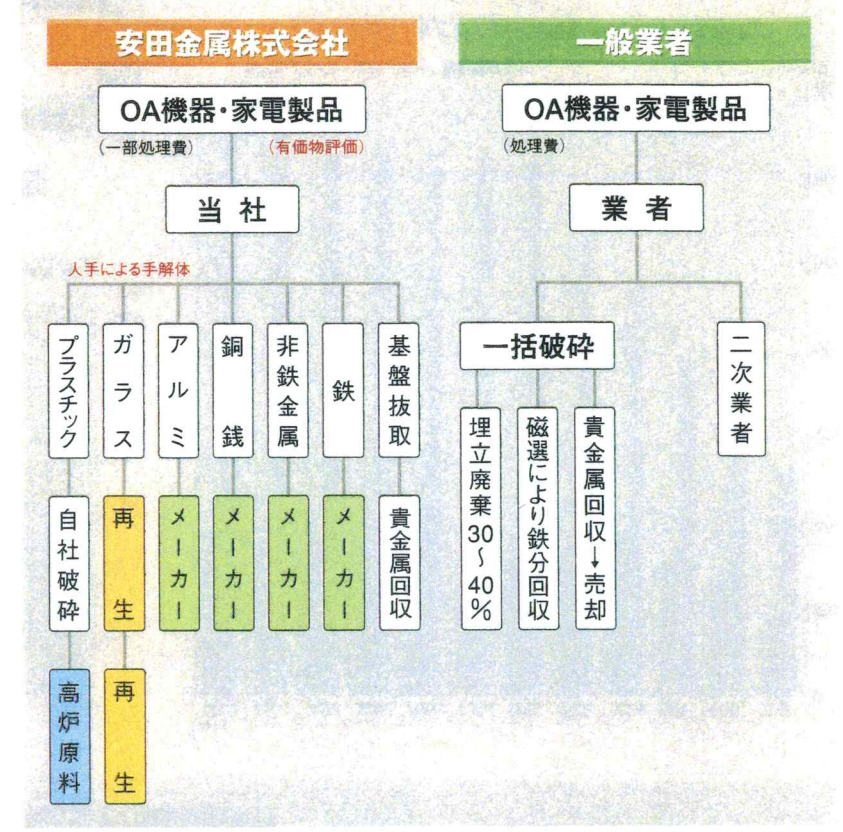 安田金属株式会社
OA機器・家電製品
(一部処理費)
(有価物評価)
当社
人手による手解体
プラスチック
ガラス
アルミ
銅銭
非鉄金属
鉄
基盤抜取
自社破砕
再生
メーカー
メーカー
メーカー
メーカー
貴金属回収
高炉原料
再生
一般業者
OA機器・家電製品
(処理費)
業者
一括破砕
二次業者
埋立廃棄30～40%
磁選により鉄分回収
貴金属回収→売却